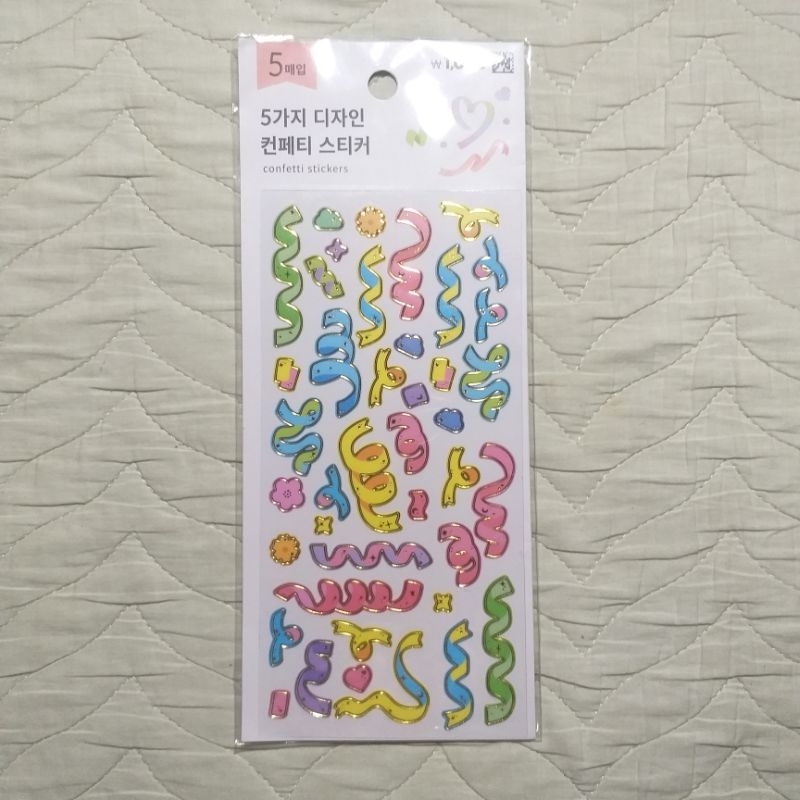 5매입
5가지 디자인
컨페티 스티커
confetti stickers